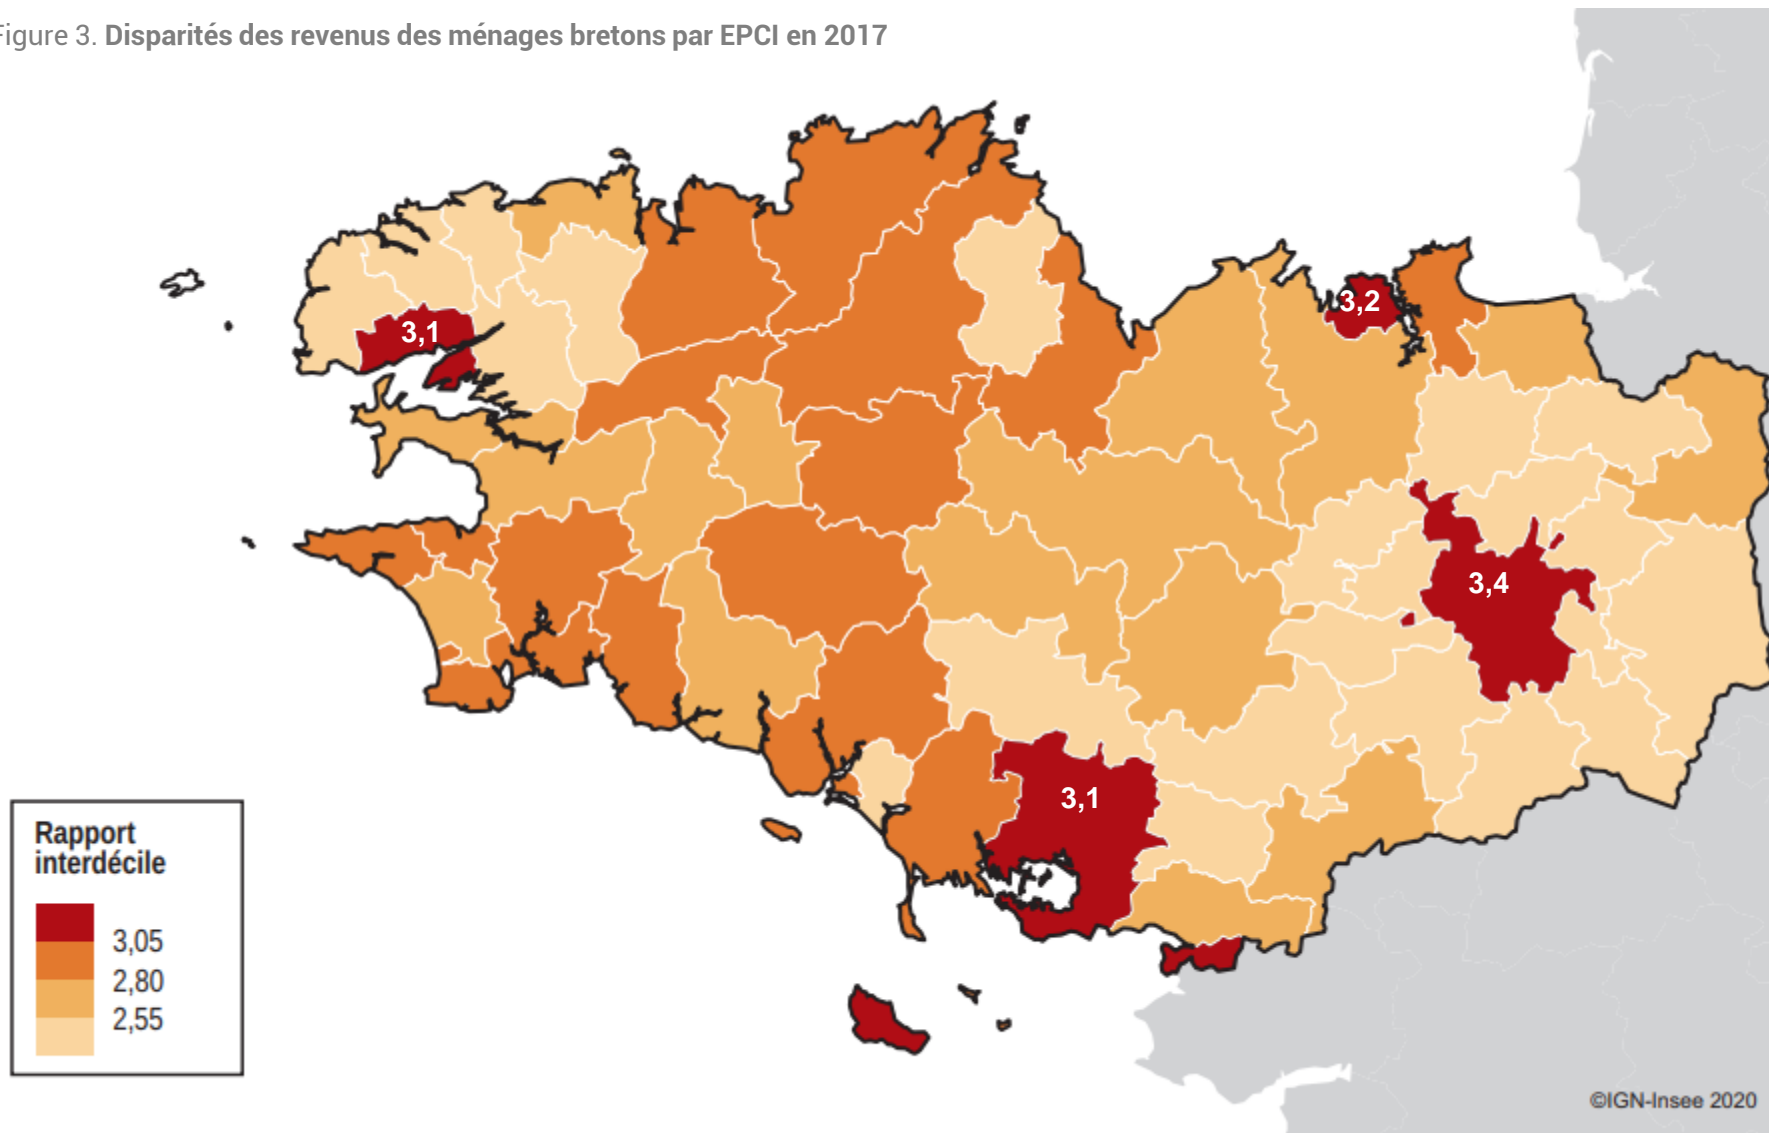 Figure 3. Disparités des revenus des ménages bretons par EPCI en 2017
3,2
3,1
3,4
3,1
Rapport
interdécile
3,05
2,80
2,55
©IGN-Insee 2020